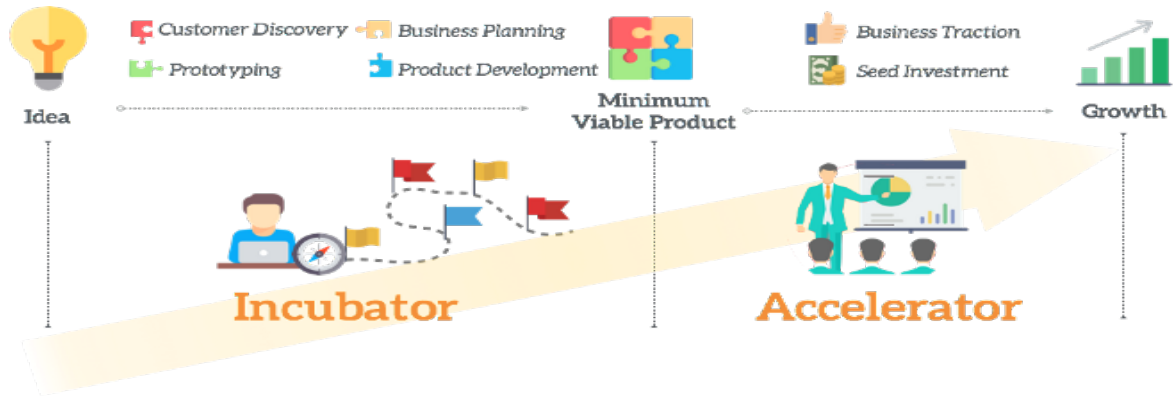 Customer Discovery
Business Planning
Prototyping
Product Development
Idea
Minimum
Viable Product
Business Traction
Seed Investment
Growth
Incubator
Accelerator